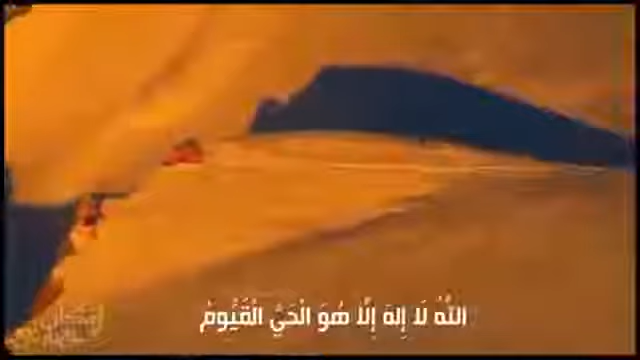 اللَّهُ لَا إِلَهَ إِلَّا هُوَ الْحَيُّ الْقَيُّومُ